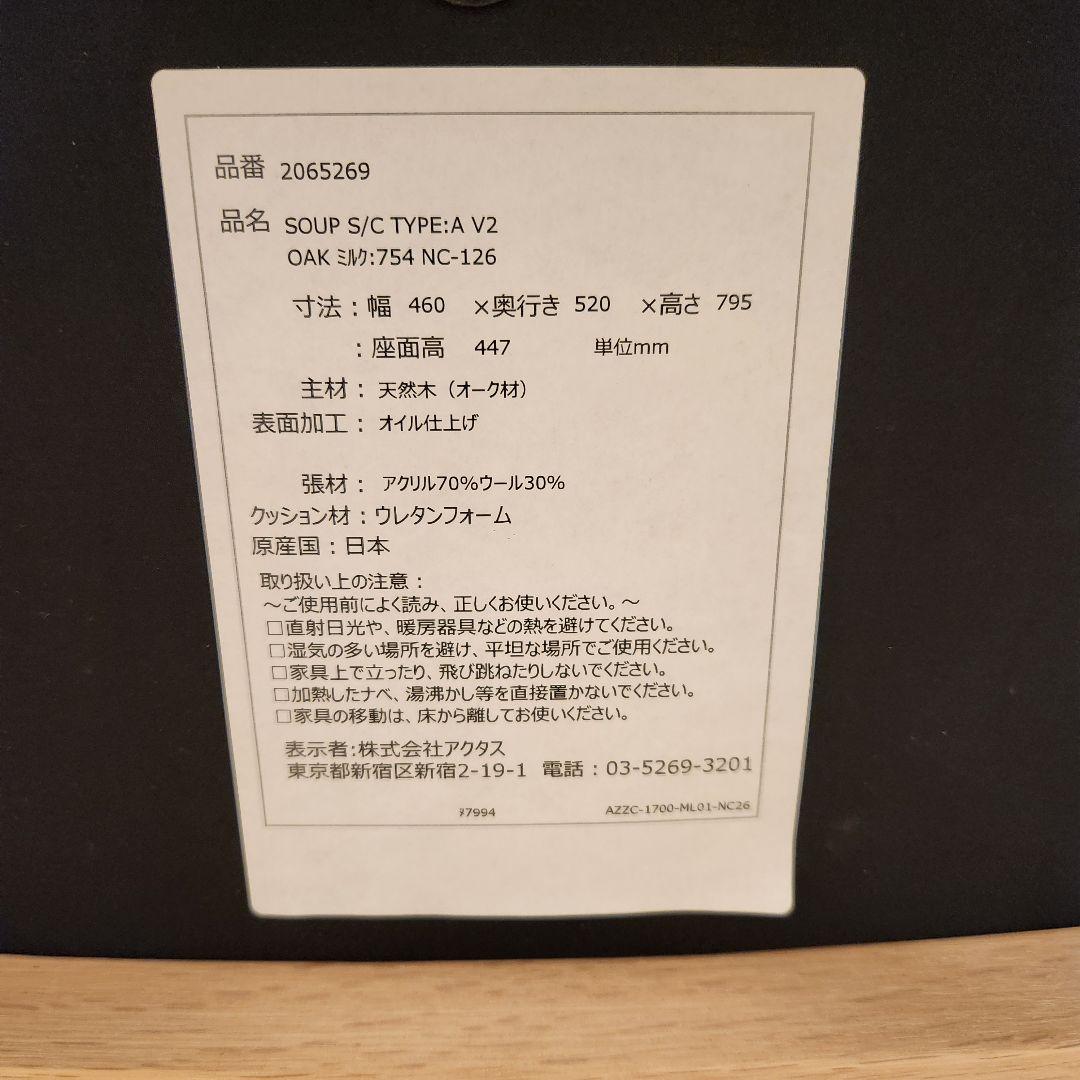 品番 2065269
品名 SOUP S/C TYPE:A V2
OAK ﾐﾙｸ:754 NC-126
寸法：幅 460 ×奥行き 520 ×高さ 795
：座面高 447 単位mm
主材： 天然木（オーク材）
表面加工： オイル仕上げ
張材： アクリル70%ウール30%
クッション材：ウレタンフォーム
原産国：日本
取り扱い上の注意：
～ご使用前によく読み、正しくお使いください。～
□直射日光や、暖房器具などの熱を避けてください。
□湿気の多い場所を避け、平坦な場所でご使用ください。
□家具上で立ったり、飛び跳ねたりしないでください。
□加熱したナベ、湯沸かし等を直接置かないでください。
□家具の移動は、床から離してお使いください。
表示者:株式会社アクタス
東京都新宿区新宿2-19-1 電話：03-5269-3201
ｦ7994 AZZC-1700-ML01-NC26